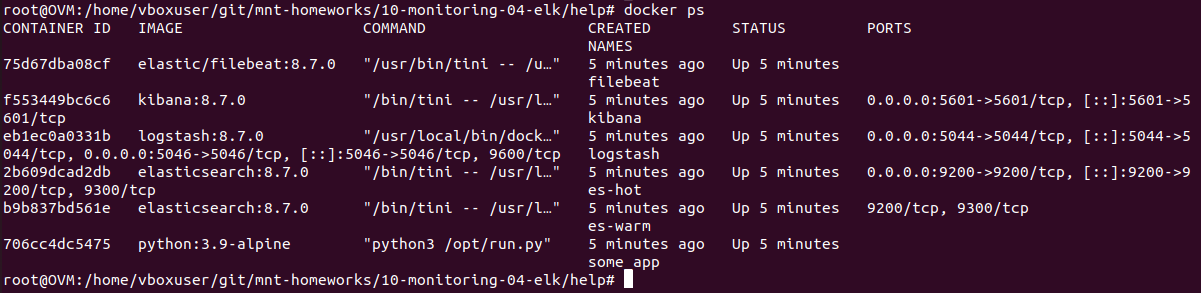 root@OVM:/home/vboxuser/git/mnt-homeworks/10-monitoring-04-elk/help# docker ps
CONTAINER ID   IMAGE                    COMMAND                  CREATED         STATUS         PORTS
                                                                 NAMES
75d67dba08cf   elastic/filebeat:8.7.0   "/usr/bin/tini -- /u…"   5 minutes ago   Up 5 minutes
                                                                 filebeat
f553449bc6c6   kibana:8.7.0             "/bin/tini -- /usr/l…"   5 minutes ago   Up 5 minutes   0.0.0.0:5601->5601/tcp, [::]:5601->5
601/tcp                                                          kibana
eb1ec0a0331b   logstash:8.7.0           "/usr/local/bin/dock…"   5 minutes ago   Up 5 minutes   0.0.0.0:5044->5044/tcp, [::]:5044->5
044/tcp, 0.0.0.0:5046->5046/tcp, [::]:5046->5046/tcp, 9600/tcp   logstash
2b609dcad2db   elasticsearch:8.7.0      "/bin/tini -- /usr/l…"   5 minutes ago   Up 5 minutes   0.0.0.0:9200->9200/tcp, [::]:9200->9
200/tcp, 9300/tcp                                                es-hot
b9b837bd561e   elasticsearch:8.7.0      "/bin/tini -- /usr/l…"   5 minutes ago   Up 5 minutes   9200/tcp, 9300/tcp
                                                                 es-warm
706cc4dc5475   python:3.9-alpine        "python3 /opt/run.py"    5 minutes ago   Up 5 minutes
                                                                 some_app
root@OVM:/home/vboxuser/git/mnt-homeworks/10-monitoring-04-elk/help#